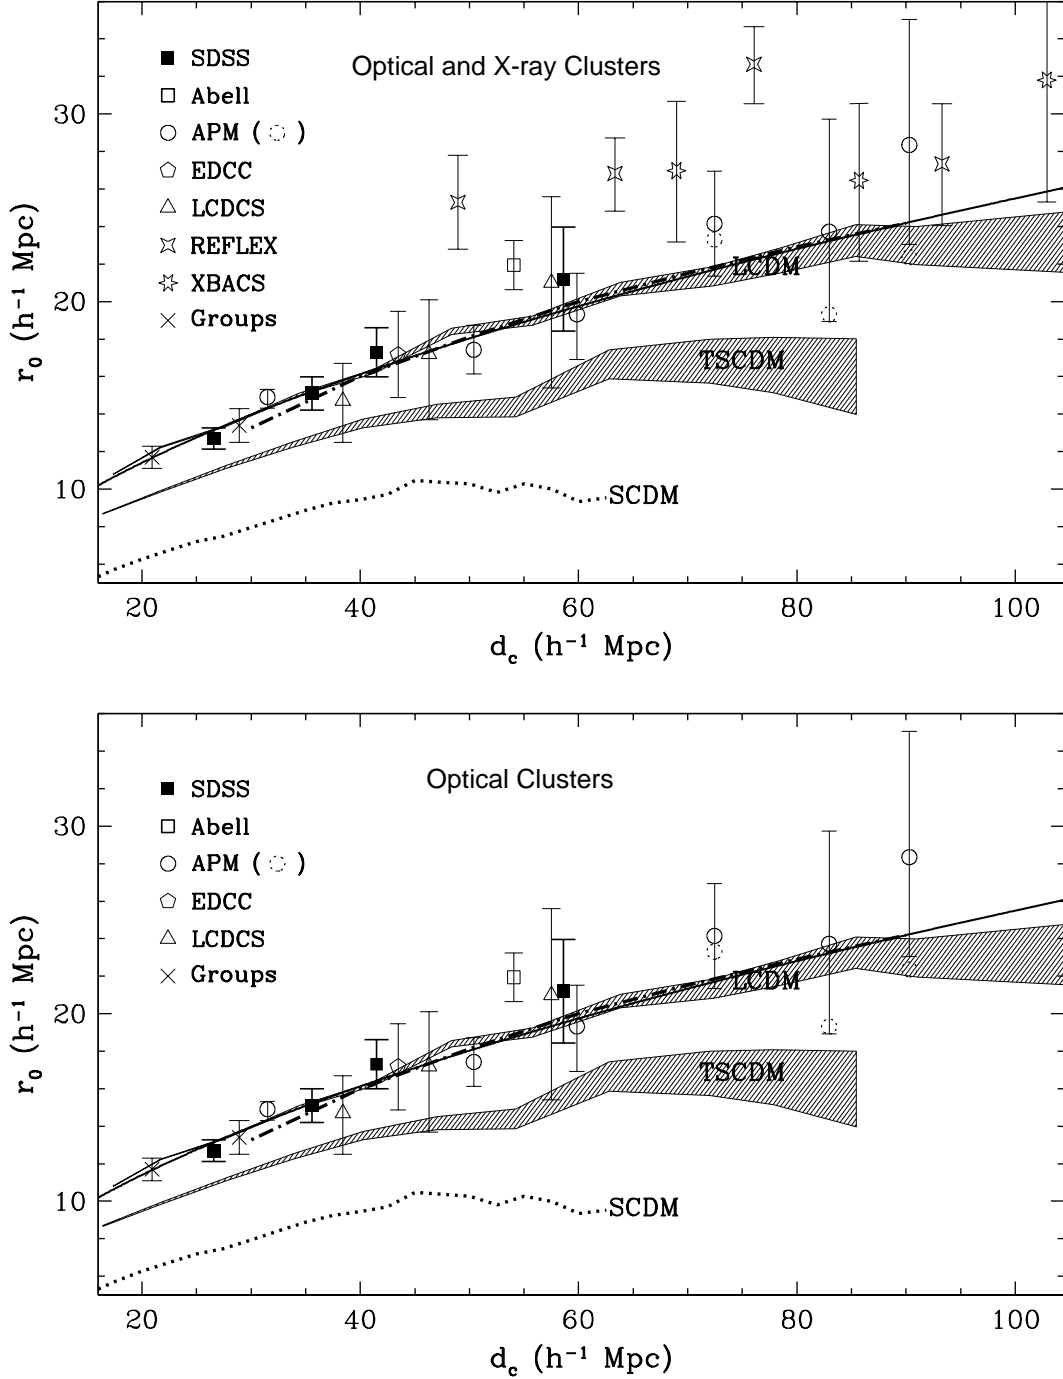 Optical and X-ray Clusters
SDSS
Abell
APM ( )
EDCC
LCDCS
REFLEX
XBACS
Groups
30
20
10
r₀ (h⁻¹ Mpc)
LCDM
TSCDM
SCDM
20 40 60 80 100
d_c (h⁻¹ Mpc)
Optical Clusters
SDSS
Abell
APM ( )
EDCC
LCDCS
Groups
30
20
10
r₀ (h⁻¹ Mpc)
LCDM
TSCDM
SCDM
20 40 60 80 100
d_c (h⁻¹ Mpc)